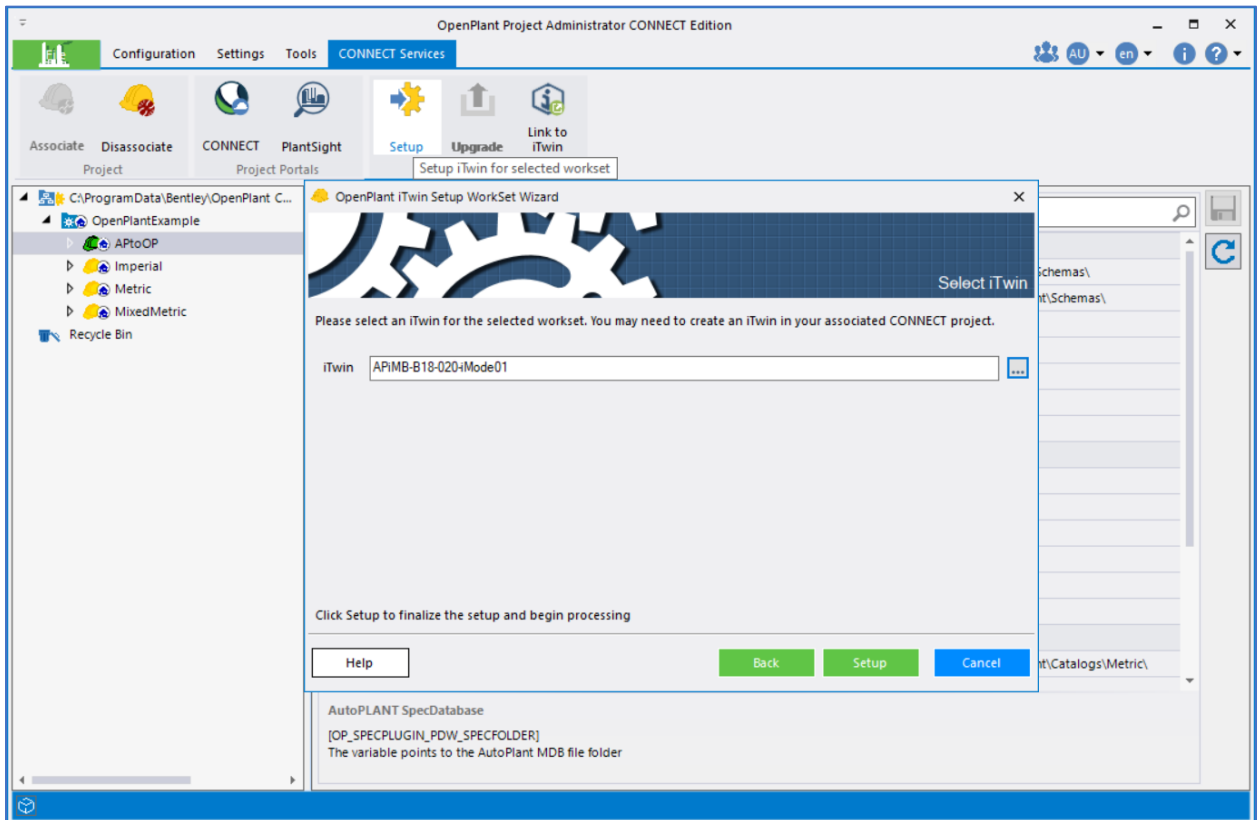 OpenPlant Project Administrator CONNECT Edition
Configuration Settings Tools CONNECT Services
AU en
Associate Disassociate CONNECT PlantSight Setup Upgrade Link to iTwin
Project Project Portals
Setup iTwin for selected workset
C:\ProgramData\Bentley\OpenPlant C...
OpenPlantExample
APtoOP
Imperial
Metric
MixedMetric
Recycle Bin
OpenPlant iTwin Setup WorkSet Wizard
Select iTwin
Please select an iTwin for the selected workset. You may need to create an iTwin in your associated CONNECT project.
iTwin APiMB-B18-020-iMode01 ...
Click Setup to finalize the setup and begin processing
Help Back Setup Cancel
Schemas\
nt\Schemas\
nt\Catalogs\Metric\
AutoPLANT SpecDatabase
[OP_SPECPLUGIN_PDW_SPECFOLDER]
The variable points to the AutoPlant MDB file folder